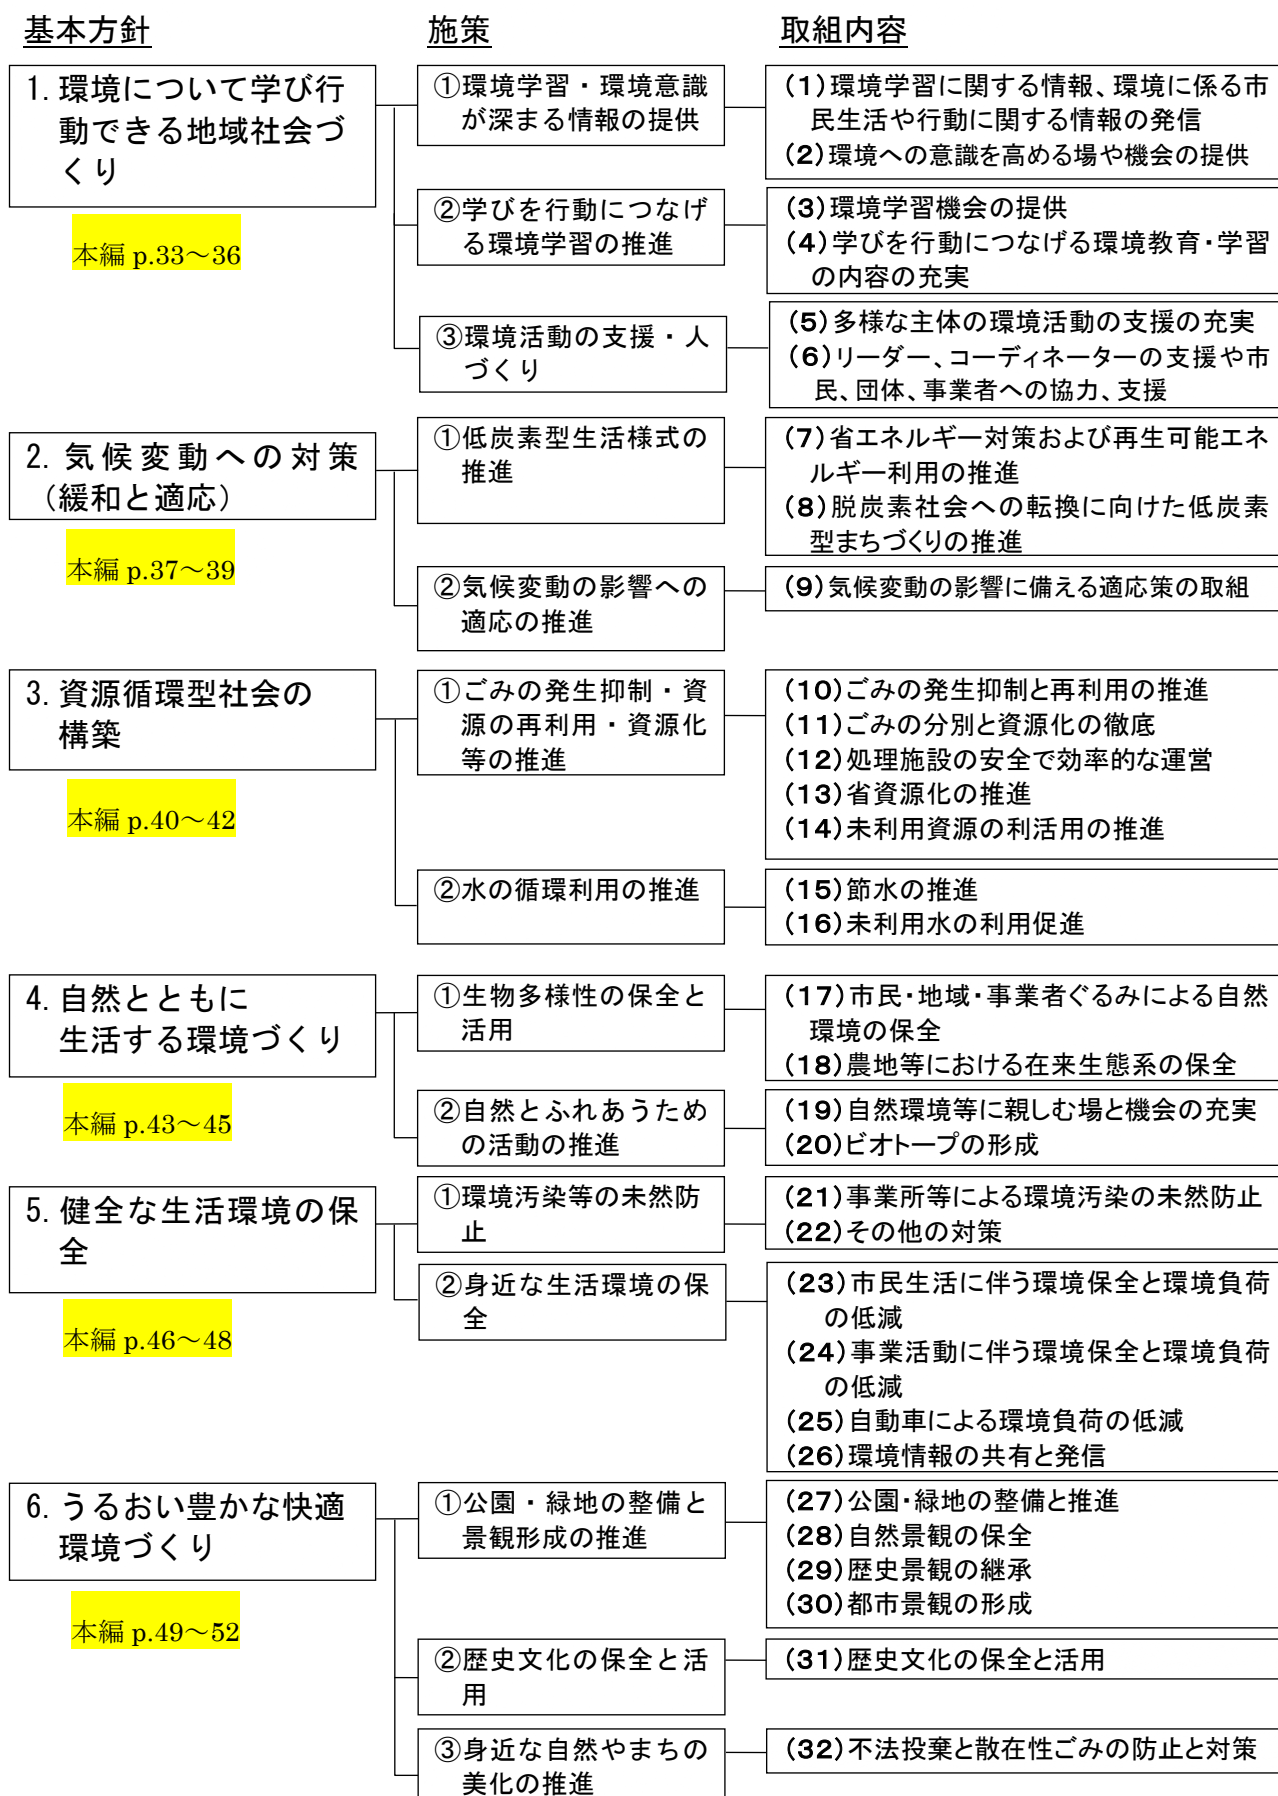 基本方針
施策
取組内容
1. 環境について学び行
動できる地域社会づ
くり
本編 p.33～36
①環境学習・環境意識
が深まる情報の提供
(1)環境学習に関する情報、環境に係る市
民生活や行動に関する情報の発信
(2)環境への意識を高める場や機会の提供
②学びを行動につなげ
る環境学習の推進
(3)環境学習機会の提供
(4)学びを行動につなげる環境教育・学習
の内容の充実
③環境活動の支援・人
づくり
(5)多様な主体の環境活動の支援の充実
(6)リーダー、コーディネーターの支援や市
民、団体、事業者への協力、支援
2. 気候変動への対策
（緩和と適応）
本編 p.37～39
①低炭素型生活様式の
推進
(7)省エネルギー対策および再生可能エネ
ルギー利用の推進
(8)脱炭素社会への転換に向けた低炭素
型まちづくりの推進
②気候変動の影響への
適応の推進
(9)気候変動の影響に備える適応策の取組
3. 資源循環型社会の
構築
本編 p.40～42
①ごみの発生抑制・資
源の再利用・資源化
等の推進
(10)ごみの発生抑制と再利用の推進
(11)ごみの分別と資源化の徹底
(12)処理施設の安全で効率的な運営
(13)省資源化の推進
(14)未利用資源の利活用の推進
②水の循環利用の推進
(15)節水の推進
(16)未利用水の利用促進
4. 自然とともに
生活する環境づくり
本編 p.43～45
①生物多様性の保全と
活用
(17)市民・地域・事業者ぐるみによる自然
環境の保全
(18)農地等における在来生態系の保全
②自然とふれあうため
の活動の推進
(19)自然環境等に親しむ場と機会の充実
(20)ビオトープの形成
5. 健全な生活環境の保
全
本編 p.46～48
①環境汚染等の未然防
止
(21)事業所等による環境汚染の未然防止
(22)その他の対策
②身近な生活環境の保
全
(23)市民生活に伴う環境保全と環境負荷
の低減
(24)事業活動に伴う環境保全と環境負荷
の低減
(25)自動車による環境負荷の低減
(26)環境情報の共有と発信
6. うるおい豊かな快適
環境づくり
本編 p.49～52
①公園・緑地の整備と
景観形成の推進
(27)公園・緑地の整備と推進
(28)自然景観の保全
(29)歴史景観の継承
(30)都市景観の形成
②歴史文化の保全と活
用
(31)歴史文化の保全と活用
③身近な自然やまちの
美化の推進
(32)不法投棄と散在性ごみの防止と対策